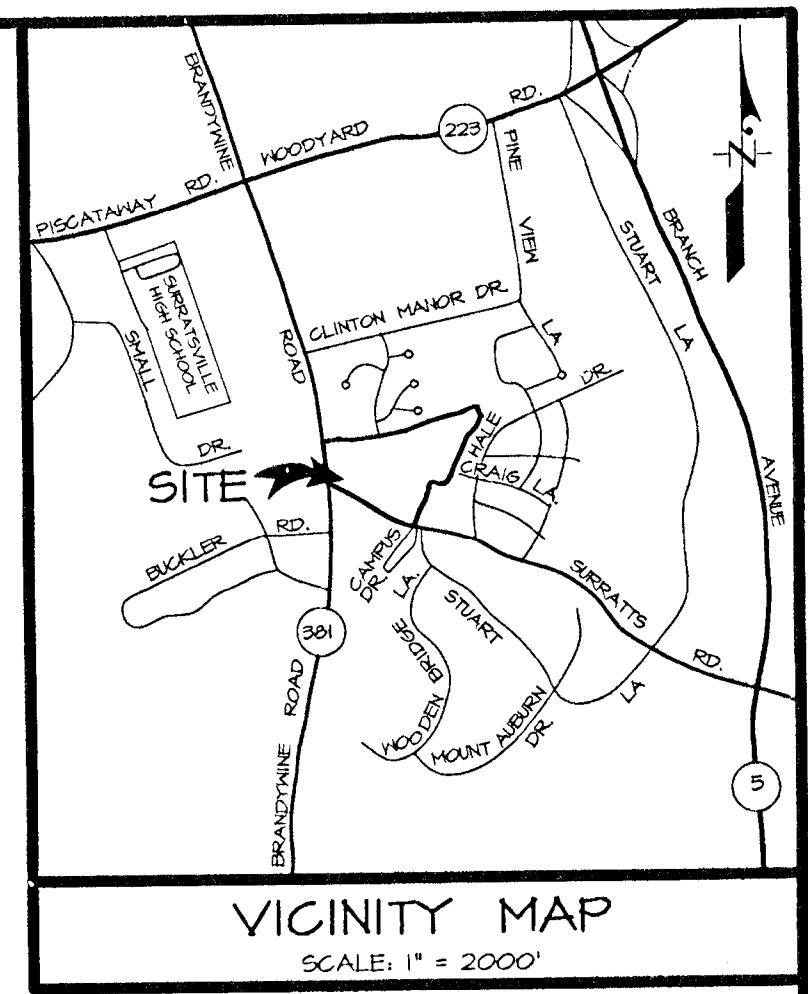 BRANDYWINE
ROAD
PISCATAWAY RD.
WOODYARD
223
RD.
PINE
VIEW
LA
STUART
LA
BRANCH
AVENUE
N
SURRATSVILLE
HIGH SCHOOL
SMALL
DR.
CLINTON MANOR DR.
HALE
DR.
CRAIG LA.
SITE
BUCKLER RD.
CAMPUS
DR.
SURRATTS
RD.
STUART
LA
WOODEN BRIDGE LA.
MOUNT AUBURN
DR.
381
BRANDYWINE ROAD
5
VICINITY MAP
SCALE: 1" = 2000'